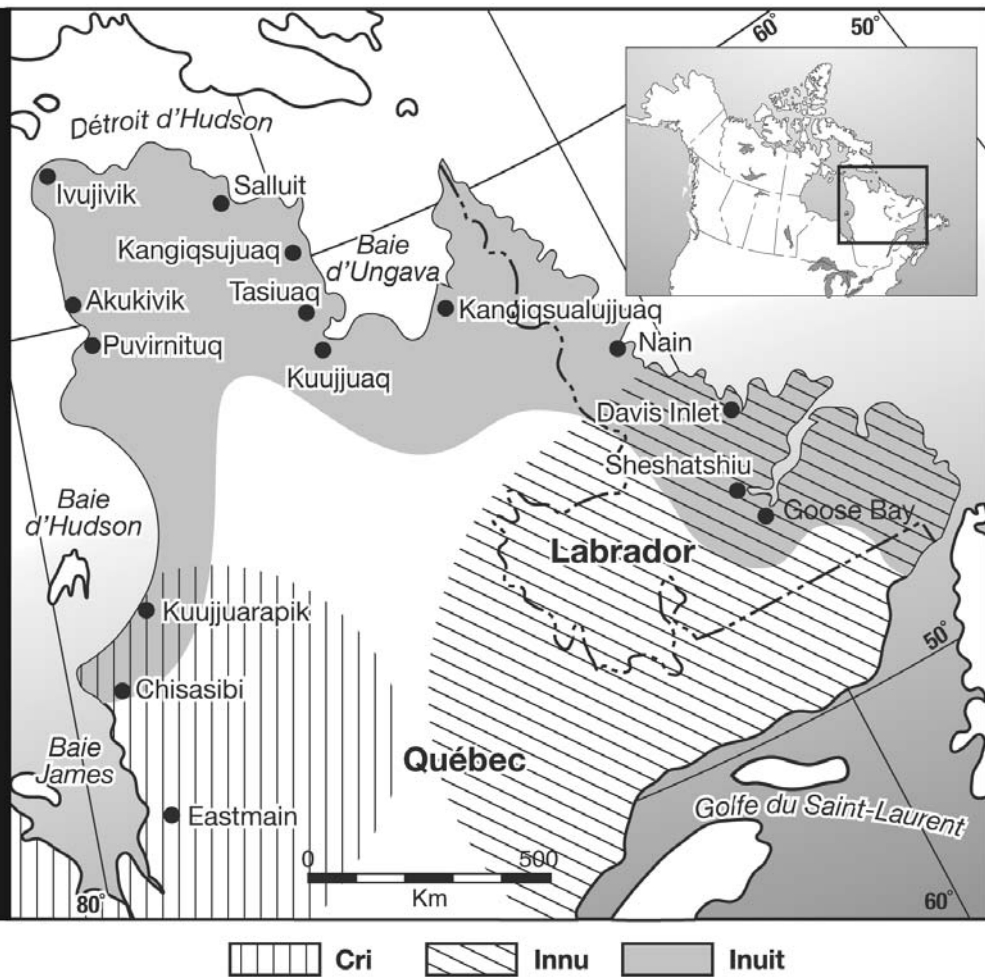 60°
50°
Détroit d'Hudson
Ivujivik
Salluit
Kangiqsujuaq
Baie
d'Ungava
Akukivik
Tasiuaq
Kangiqsualujjuaq
Puvirnituq
Kuujjuaq
Nain
Davis Inlet
Sheshatshiu
Goose Bay
Baie
d'Hudson
Labrador
Kuujjuarapik
50°
Chisasibi
Baie
James
Québec
Eastmain
Golfe du Saint-Laurent
0 500
Km
80°
60°
Cri Innu Inuit